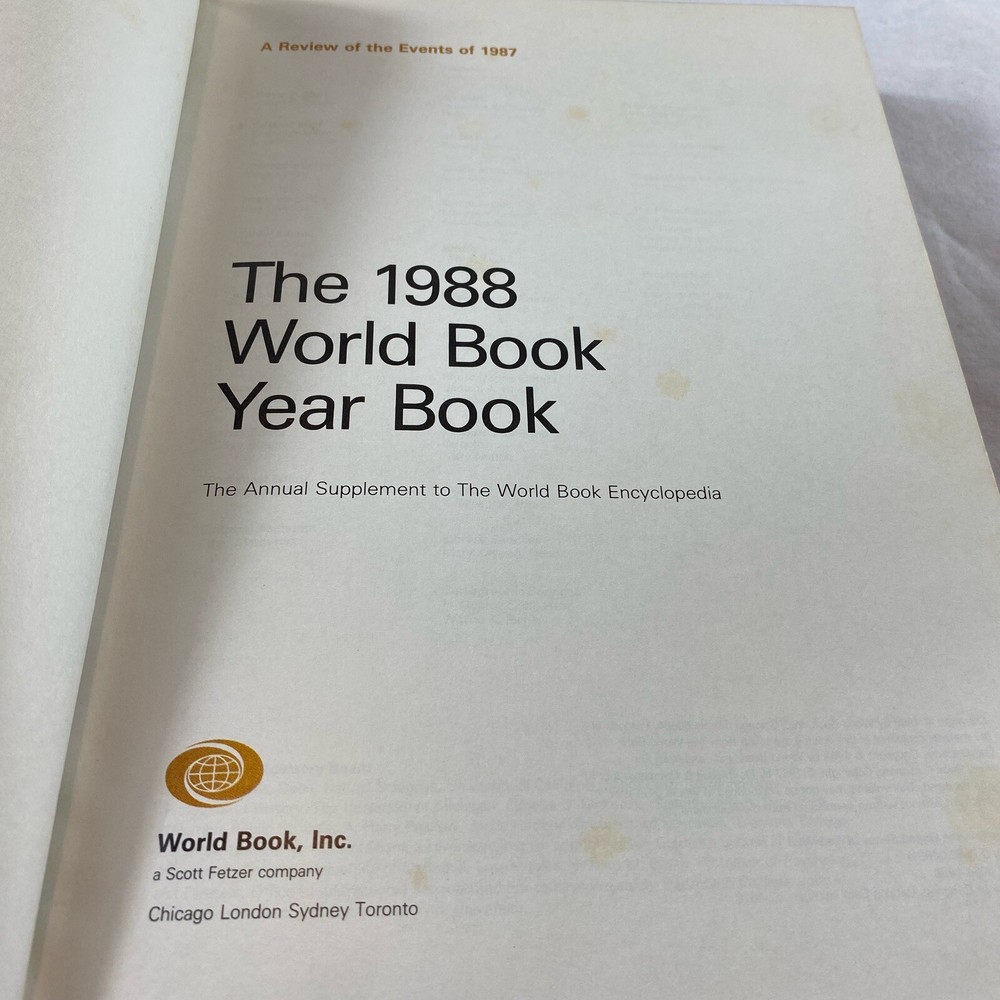 A Review of the Events of 1987
The 1988
World Book
Year Book
The Annual Supplement to The World Book Encyclopedia
World Book, Inc.
a Scott Fetzer company
Chicago London Sydney Toronto